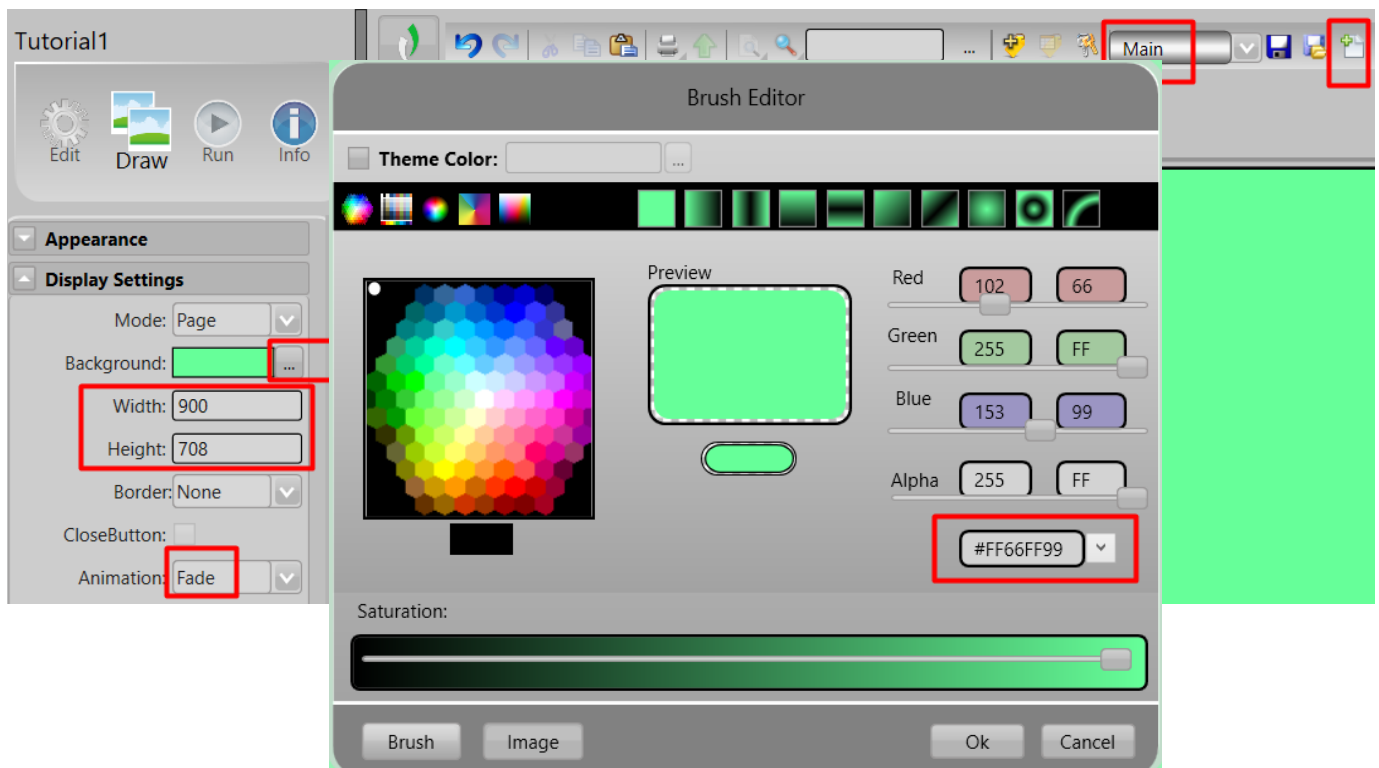 Tutorial1
...
Main
Edit
Draw
Run
Info
Appearance
Display Settings
Mode: Page
Background: ...
Width: 900
Height: 708
Border: None
CloseButton:
Animation: Fade
Brush Editor
Theme Color: ...
Preview
Red 102 66
Green 255 FF
Blue 153 99
Alpha 255 FF
#FF66FF99
Saturation:
Brush
Image
Ok
Cancel